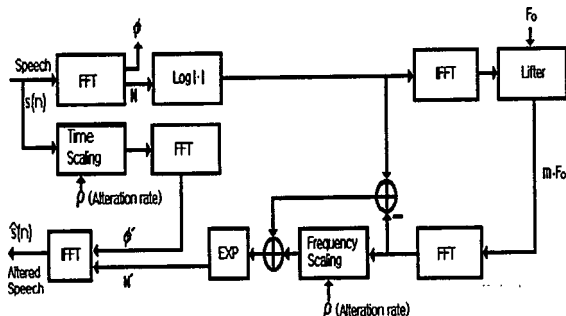 ϕ
F₀
Speech
FFT
Log|·|
IFFT
Lifter
s(n)
Time
Scaling
FFT
ρ (Alteration rate)
m·F₀
ŝ(n)
ϕ′
IFFT
EXP
Frequency
Scaling
FFT
Altered
Speech
ρ (Alteration rate)